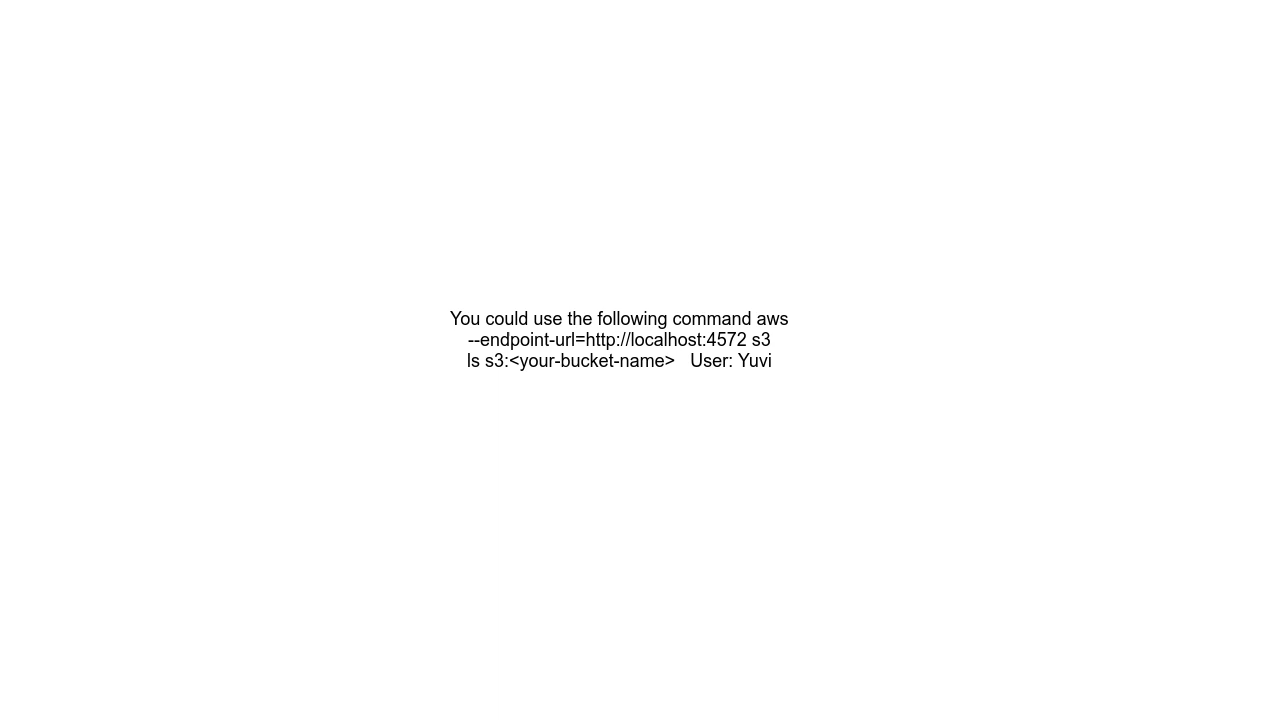 You could use the following command aws
--endpoint-url=http://localhost:4572 s3
ls s3:<your-bucket-name>   User: Yuvi